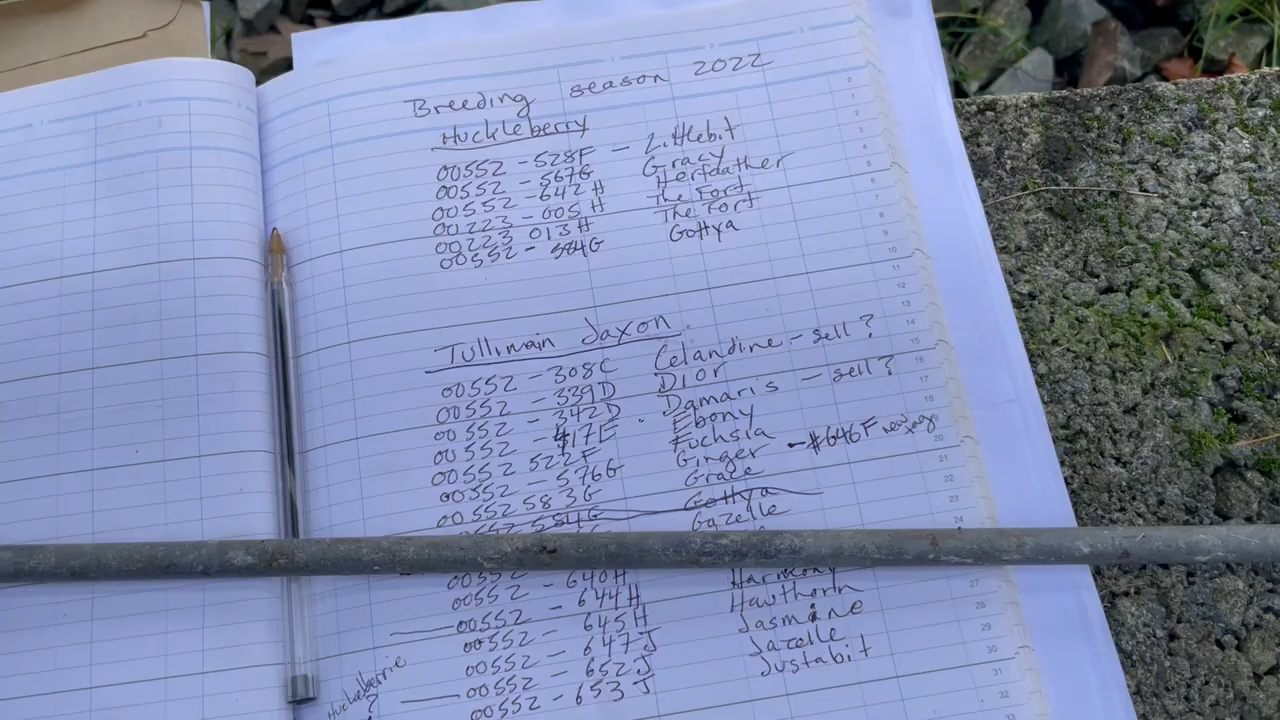 Breeding season 2022
Huckleberry
00552 - 528F - Littlebit
00552 - 567G Gracy
00552 - 642H Herfdather
00223 - 005H The Fort
00223 013H The Fort
00552 - 584G Gottya
Tullimain Jaxon
00552 - 308C Celandine - sell?
00552 - 339D Dior
00552 - 342D Damaris - sell?
00552 - 417E Ebony
00552 522F Fuchsia
00552 - 576G Ginger - #646F new tag
00552 583G Grace
00552 584G Gottya
Gazelle
00552 - 640H Harmony
00552 - 644H Hawthorn
00552 - 645H Jasmine
00552 - 647J Jazelle
00552 - 652J Justabit
00552 - 653J
Huckleberrie
?